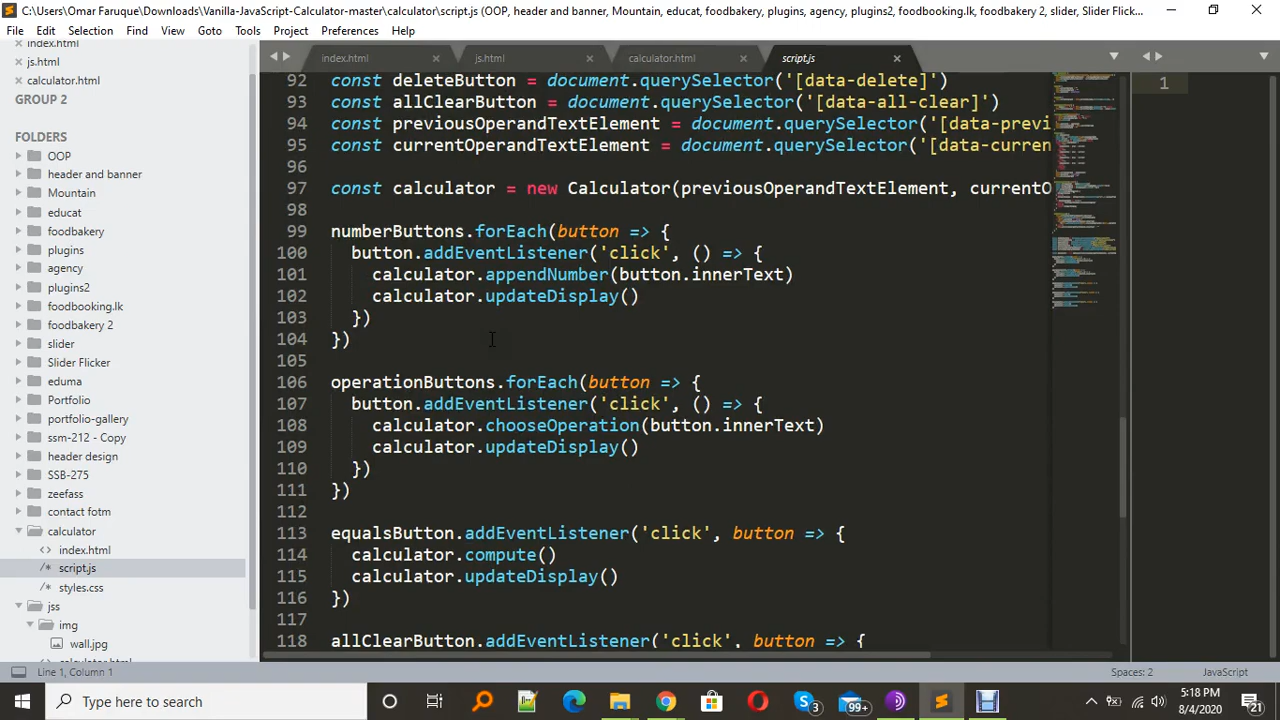 C:\Users\Omar Faruque\Downloads\Vanilla-JavaScript-Calculator-master\calculator\script.js (OOP, header and banner, Mountain, educat, foodbakery, plugins, agency, plugins2, foodbooking.lk, foodbakery 2, slider, Slider Flick...
File Edit Selection Find View Goto Tools Project Preferences Help
index.html
js.html
calculator.html
GROUP 2
FOLDERS
OOP
header and banner
Mountain
educat
foodbakery
plugins
agency
plugins2
foodbooking.lk
foodbakery 2
slider
Slider Flicker
eduma
Portfolio
portfolio-gallery
ssm-212 - Copy
header design
SSB-275
zeefass
contact fotm
calculator
<> index.html
/* script.js
/* styles.css
jss
img
wall.jpg
calculator.html
index.html × js.html × calculator.html × script.js ×
92 const deleteButton = document.querySelector('[data-delete]')
93 const allClearButton = document.querySelector('[data-all-clear]')
94 const previousOperandTextElement = document.querySelector('[data-previ
95 const currentOperandTextElement = document.querySelector('[data-curren
96
97 const calculator = new Calculator(previousOperandTextElement, currentO
98
99 numberButtons.forEach(button => {
100 button.addEventListener('click', () => {
101 calculator.appendNumber(button.innerText)
102 calculator.updateDisplay()
103 })
104 })
105
106 operationButtons.forEach(button => {
107 button.addEventListener('click', () => {
108 calculator.chooseOperation(button.innerText)
109 calculator.updateDisplay()
110 })
111 })
112
113 equalsButton.addEventListener('click', button => {
114 calculator.compute()
115 calculator.updateDisplay()
116 })
117
118 allClearButton.addEventListener('click', button => {
1
Line 1, Column 1 Spaces: 2 JavaScript
Type here to search
3
99+
5:18 PM
8/4/2020
21